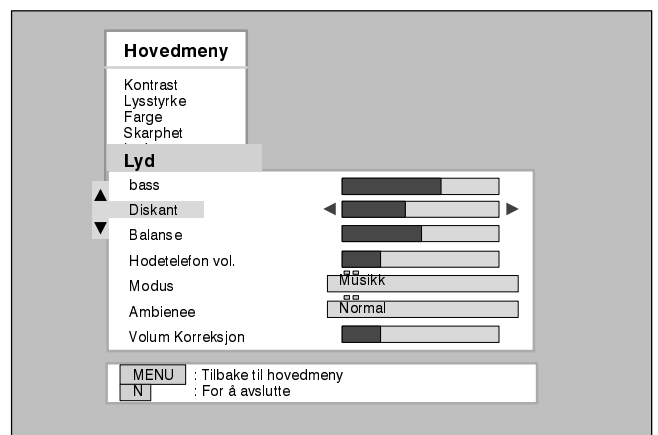 Hovedmeny
Kontrast
Lysstyrke
Farge
Skarphet
Lyd
bass
Diskant
Balanse
Hodetelefon vol.
Modus Musikk
Ambienee Normal
Volum Korreksjon
MENU : Tilbake til hovedmeny
N : For å avslutte